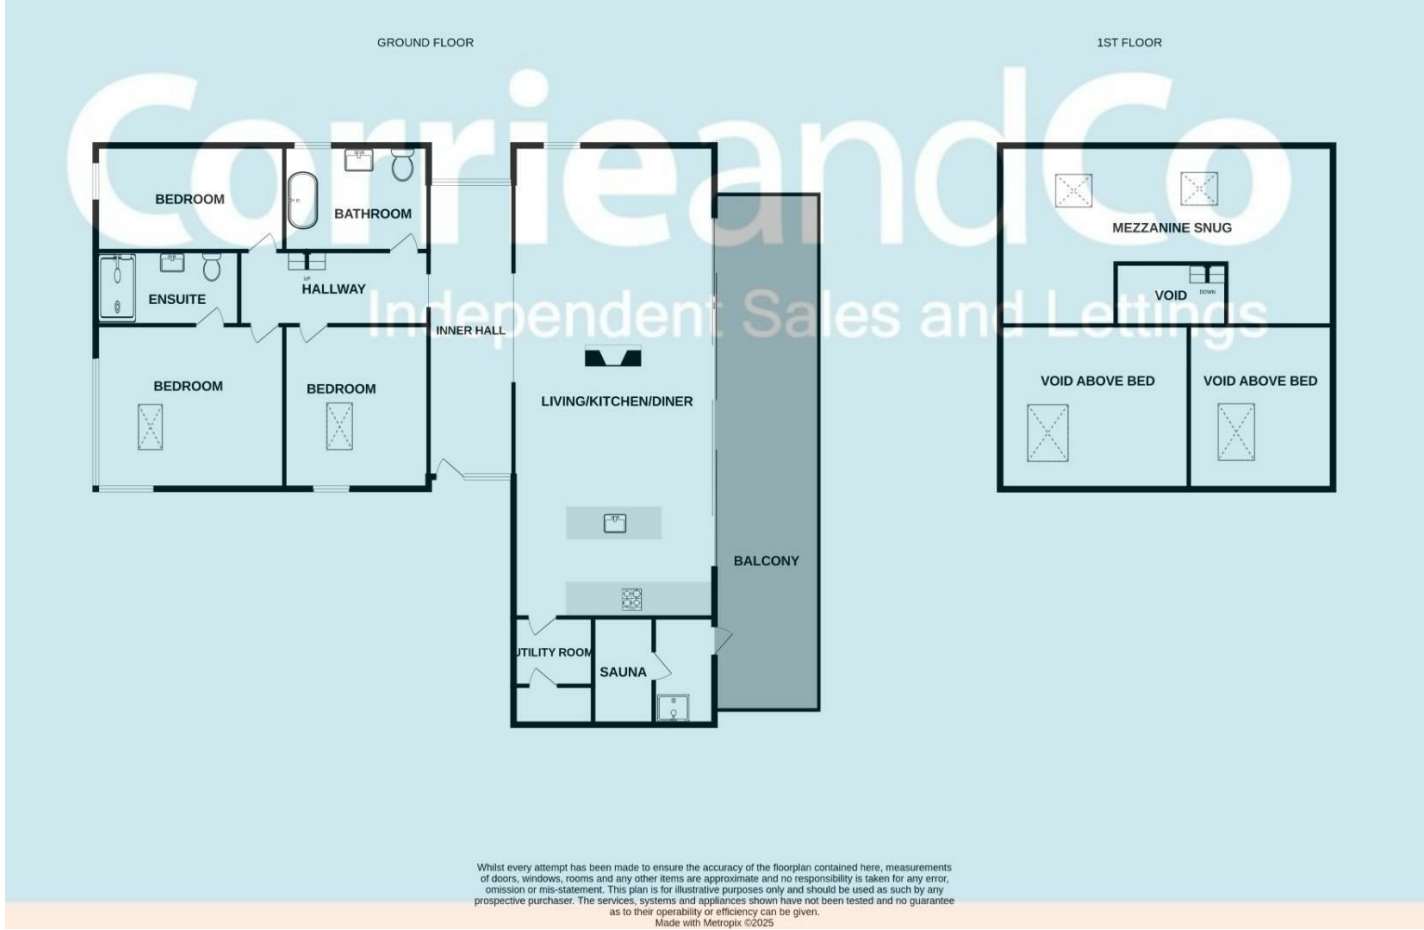 GROUND FLOOR
1ST FLOOR
CorrieandCo
Independent Sales and Lettings
BEDROOM
BATHROOM
ENSUITE
UP
HALLWAY
INNER HALL
BEDROOM
BEDROOM
LIVING/KITCHEN/DINER
BALCONY
UTILITY ROOM
SAUNA
MEZZANINE SNUG
VOID
DOWN
VOID ABOVE BED
VOID ABOVE BED
Whilst every attempt has been made to ensure the accuracy of the floorplan contained here, measurements
of doors, windows, rooms and any other items are approximate and no responsibility is taken for any error,
omission or mis-statement. This plan is for illustrative purposes only and should be used as such by any
prospective purchaser. The services, systems and appliances shown have not been tested and no guarantee
as to their operability or efficiency can be given.
Made with Metropix ©2025